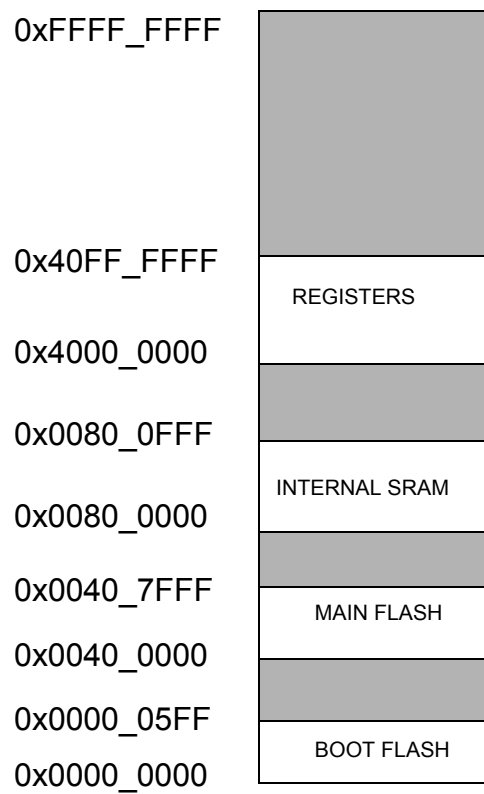 0xFFFF_FFFF
0x40FF_FFFF
REGISTERS
0x4000_0000
0x0080_0FFF
INTERNAL SRAM
0x0080_0000
0x0040_7FFF
MAIN FLASH
0x0040_0000
0x0000_05FF
BOOT FLASH
0x0000_0000